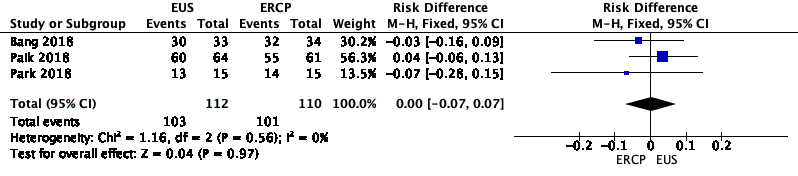 EUS ERCP Risk Difference Risk Difference
Study or Subgroup Events Total Events Total Weight M-H, Fixed, 95% CI M-H, Fixed, 95% CI
Bang 2018 30 33 32 34 30.2% -0.03 [-0.16, 0.09]
Paik 2018 60 64 55 61 56.3% 0.04 [-0.06, 0.13]
Park 2018 13 15 14 15 13.5% -0.07 [-0.28, 0.15]
Total (95% CI) 112 110 100.0% 0.00 [-0.07, 0.07]
Total events 103 101
Heterogeneity: Chi² = 1.16, df = 2 (P = 0.56); I² = 0%
Test for overall effect: Z = 0.04 (P = 0.97)
-0.2 -0.1 0 0.1 0.2
ERCP EUS